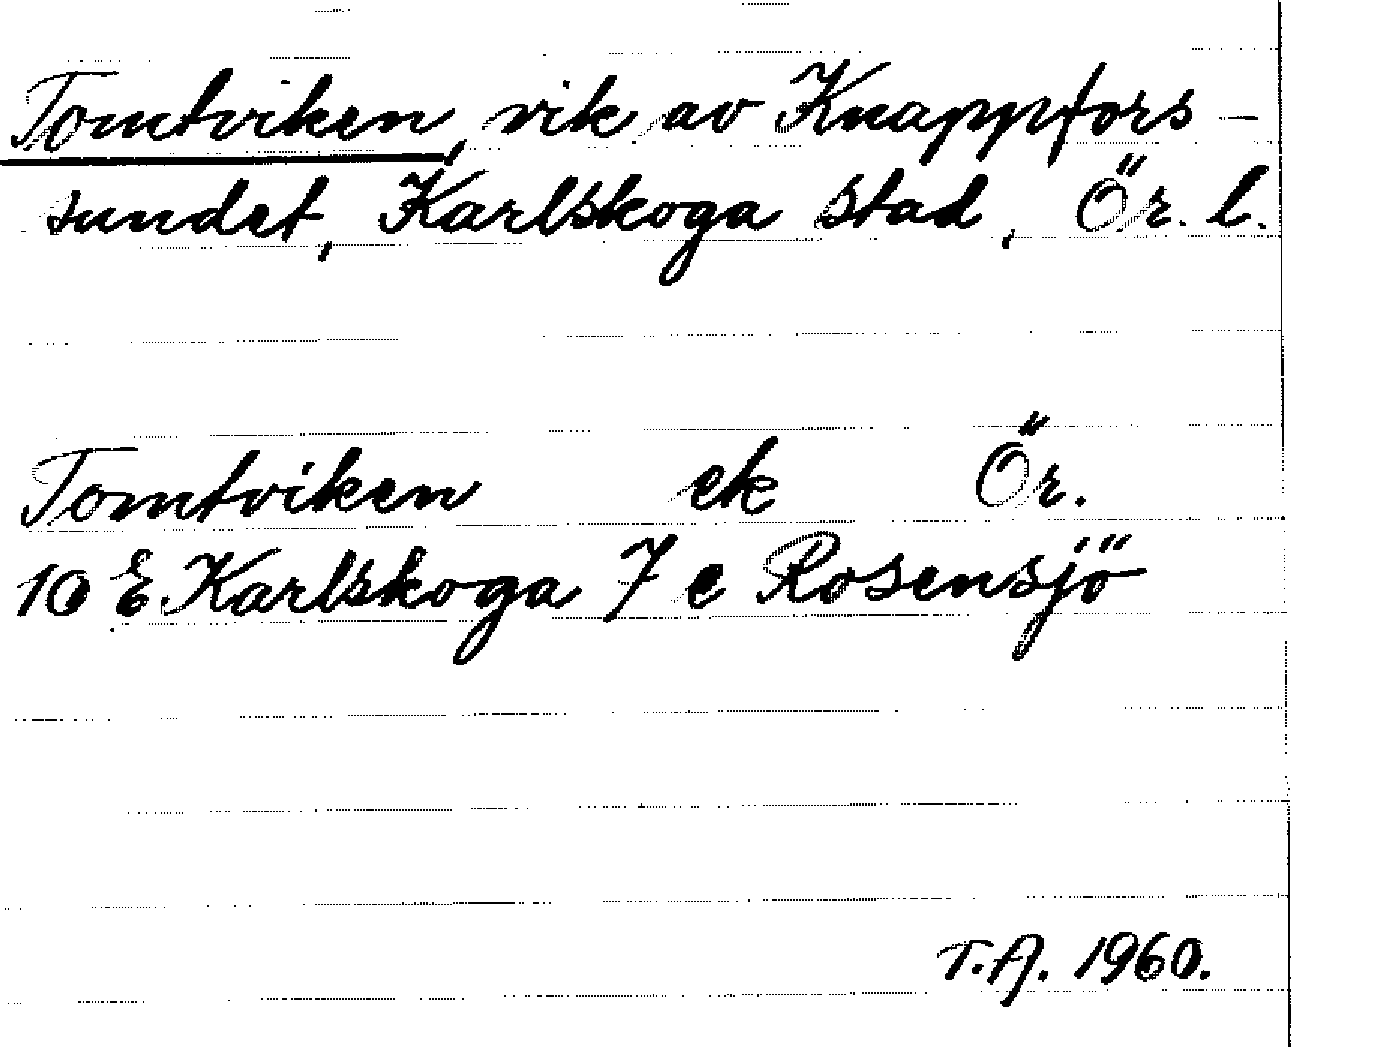 Tomtviken, vik av Knappfors-
sundet, Karlskoga stad, Ör. l.
Tomtviken ek Ör.
10 E Karlskoga 7 e Rosensjö
T.A. 1960.